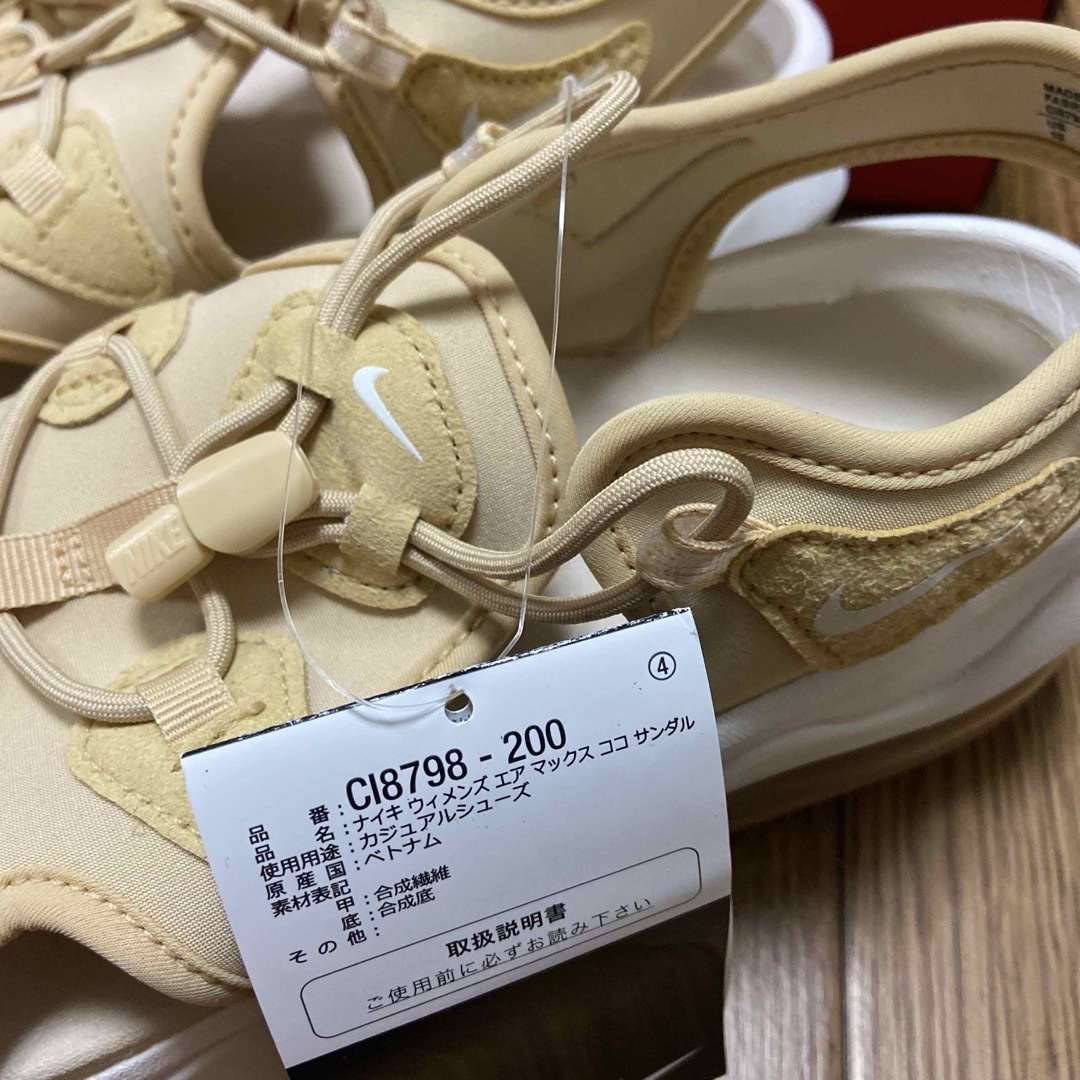 ④
品番：CI8798 - 200
品名：ナイキ ウィメンズ エア マックス ココ サンダル
使用用途：カジュアルシューズ
原産国：ベトナム
素材表記
甲：合成繊維
底：合成底
その他：
取扱説明書
ご使用前に必ずお読み下さい
NIKE